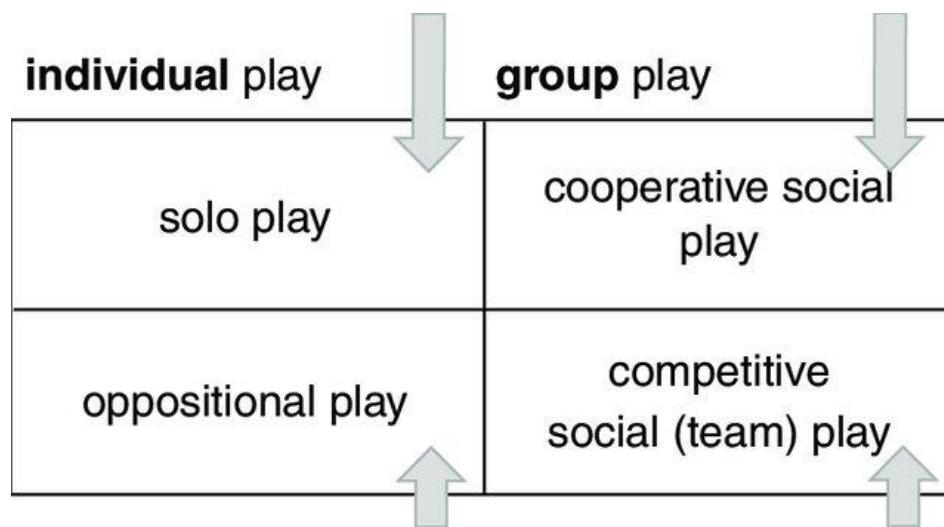 individual play
group play
solo play
cooperative social
play
oppositional play
competitive
social (team) play